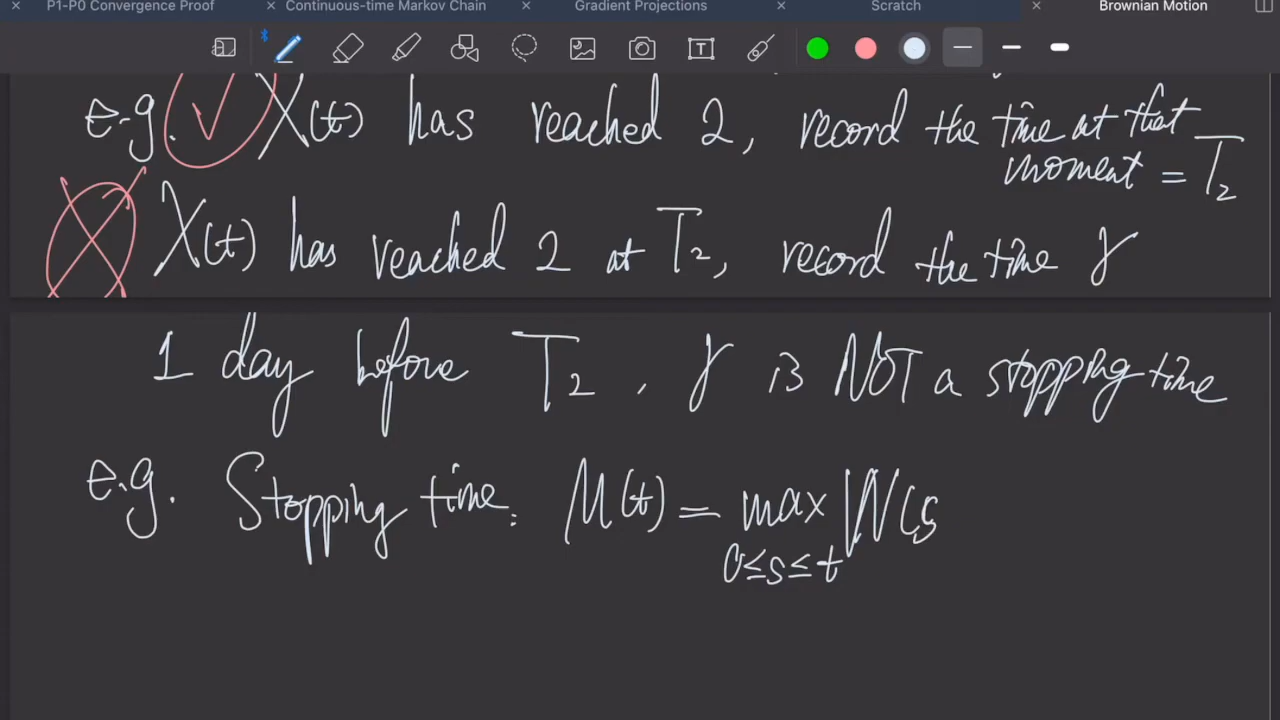 P1-P0 Convergence Proof Continuous-time Markov Chain Gradient Projections Scratch Brownian Motion
e.g. X(t) has reached 2, record the time at that
moment = T₂
X(t) has reached 2 at T₂, record the time γ
1 day before T₂, γ is NOT a stopping time
e.g. Stopping time: M(t) = max W(s
0≤s≤t